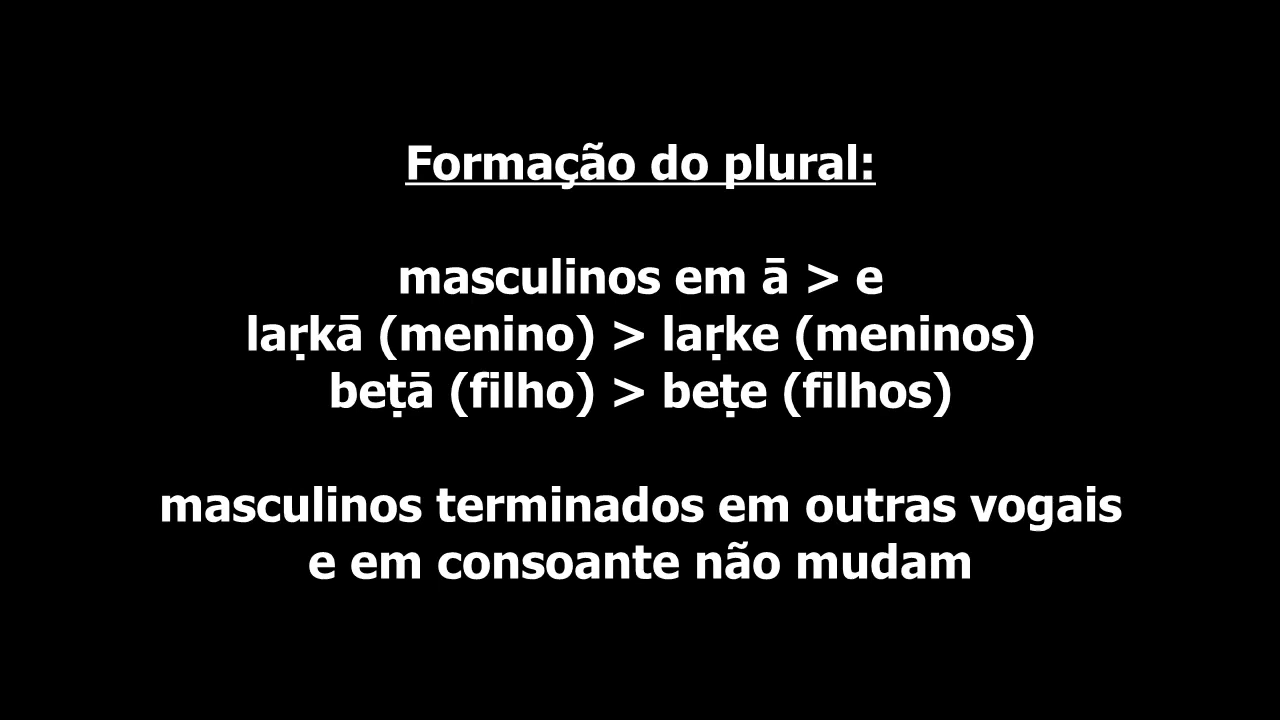 Formação do plural:
masculinos em ā > e
laṛkā (menino) > laṛke (meninos)
beṭā (filho) > beṭe (filhos)
masculinos terminados em outras vogais
e em consoante não mudam